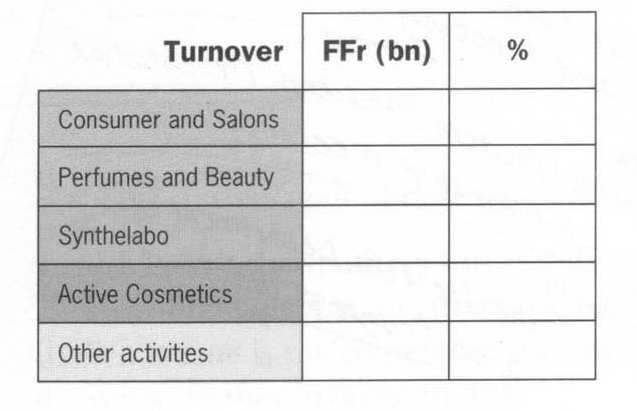 Turnover FFr (bn) %
Consumer and Salons
Perfumes and Beauty
Synthelabo
Active Cosmetics
Other activities